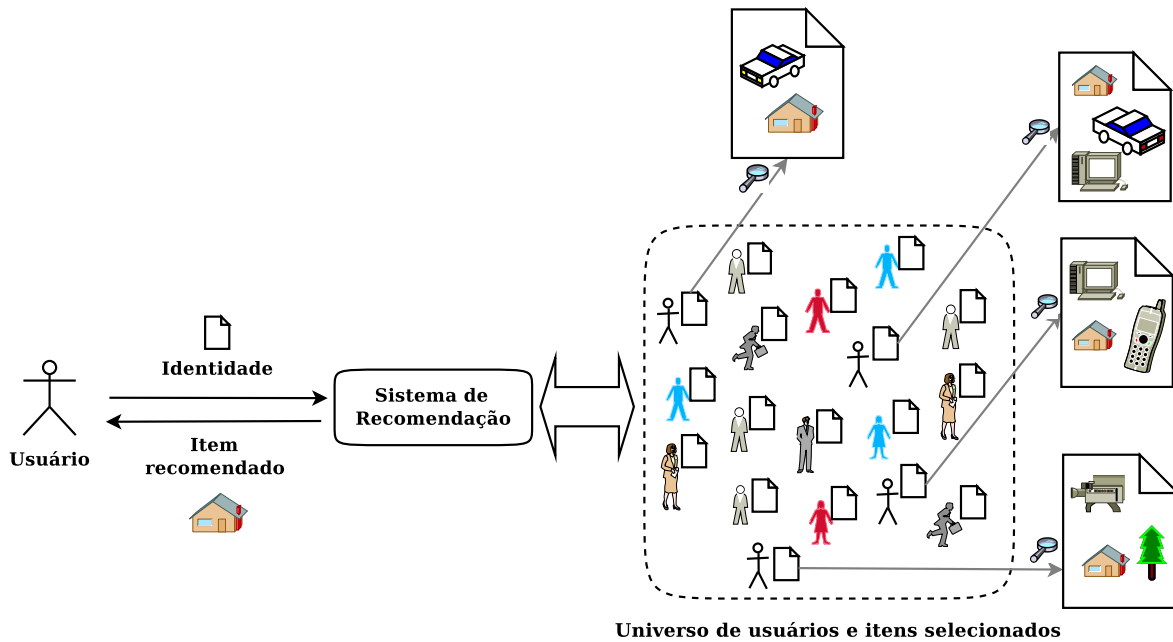 Identidade
Sistema de
Recomendação
Usuário
Item
recomendado
Universo de usuários e itens selecionados